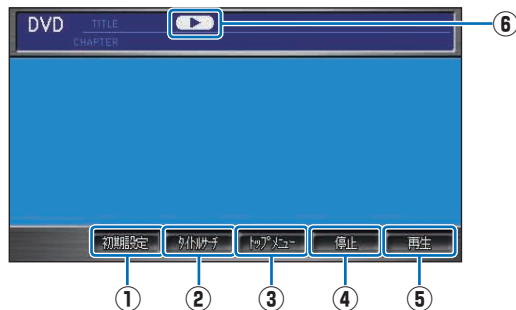 DVD TITLE
CHAPTER
⑥
初期設定 タイトルサーチ トップメニュー 停止 再生
① ② ③ ④ ⑤